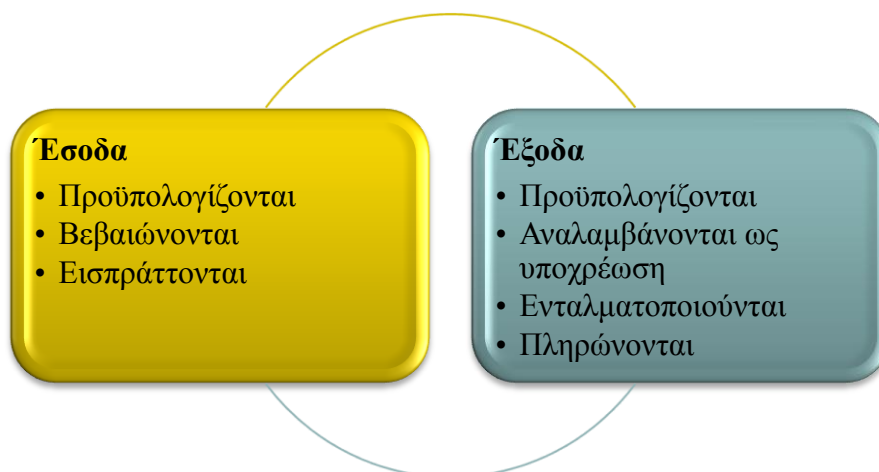 Έσοδα
• Προϋπολογίζονται
• Βεβαιώνονται
• Εισπράττονται
Έξοδα
• Προϋπολογίζονται
• Αναλαμβάνονται ως
υποχρέωση
• Ενταλματοποιούνται
• Πληρώνονται